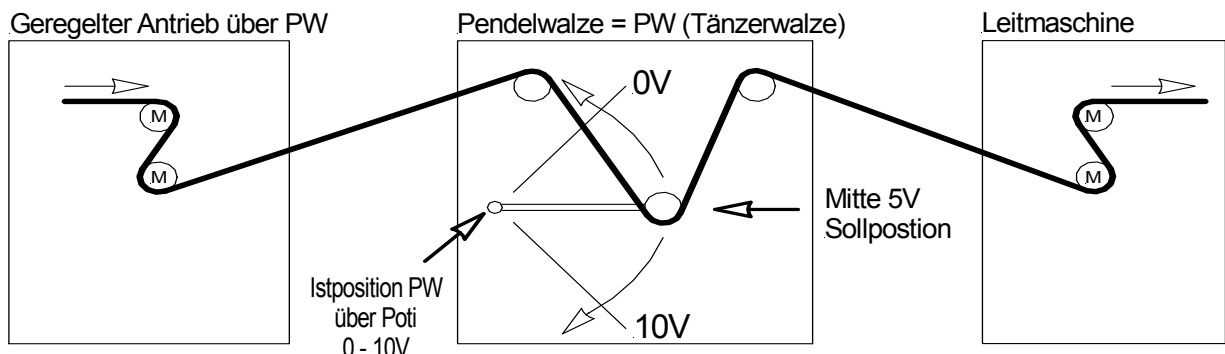 Geregelter Antrieb über PW
Pendelwalze = PW (Tänzerwalze)
Leitmaschine
0V
M
M
M
M
Mitte 5V
Sollpostion
Istposition PW
über Poti
0 - 10V
10V